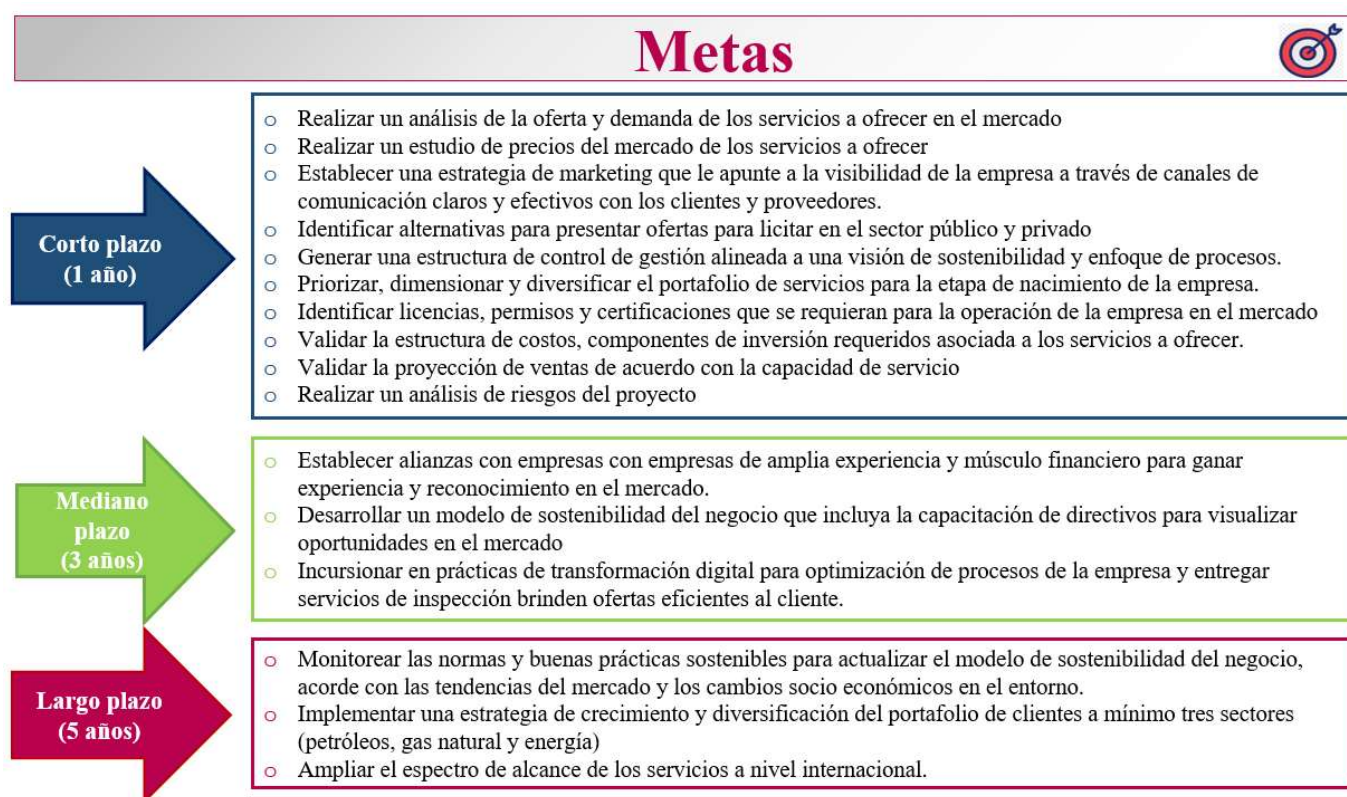 Metas
Corto plazo
(1 año)
o Realizar un análisis de la oferta y demanda de los servicios a ofrecer en el mercado
o Realizar un estudio de precios del mercado de los servicios a ofrecer
o Establecer una estrategia de marketing que le apunte a la visibilidad de la empresa a través de canales de
comunicación claros y efectivos con los clientes y proveedores.
o Identificar alternativas para presentar ofertas para licitar en el sector público y privado
o Generar una estructura de control de gestión alineada a una visión de sostenibilidad y enfoque de procesos.
o Priorizar, dimensionar y diversificar el portafolio de servicios para la etapa de nacimiento de la empresa.
o Identificar licencias, permisos y certificaciones que se requieran para la operación de la empresa en el mercado
o Validar la estructura de costos, componentes de inversión requeridos asociada a los servicios a ofrecer.
o Validar la proyección de ventas de acuerdo con la capacidad de servicio
o Realizar un análisis de riesgos del proyecto
Mediano
plazo
(3 años)
o Establecer alianzas con empresas con empresas de amplia experiencia y músculo financiero para ganar
experiencia y reconocimiento en el mercado.
o Desarrollar un modelo de sostenibilidad del negocio que incluya la capacitación de directivos para visualizar
oportunidades en el mercado
o Incursionar en prácticas de transformación digital para optimización de procesos de la empresa y entregar
servicios de inspección brinden ofertas eficientes al cliente.
Largo plazo
(5 años)
o Monitorear las normas y buenas prácticas sostenibles para actualizar el modelo de sostenibilidad del negocio,
acorde con las tendencias del mercado y los cambios socio económicos en el entorno.
o Implementar una estrategia de crecimiento y diversificación del portafolio de clientes a mínimo tres sectores
(petróleos, gas natural y energía)
o Ampliar el espectro de alcance de los servicios a nivel internacional.